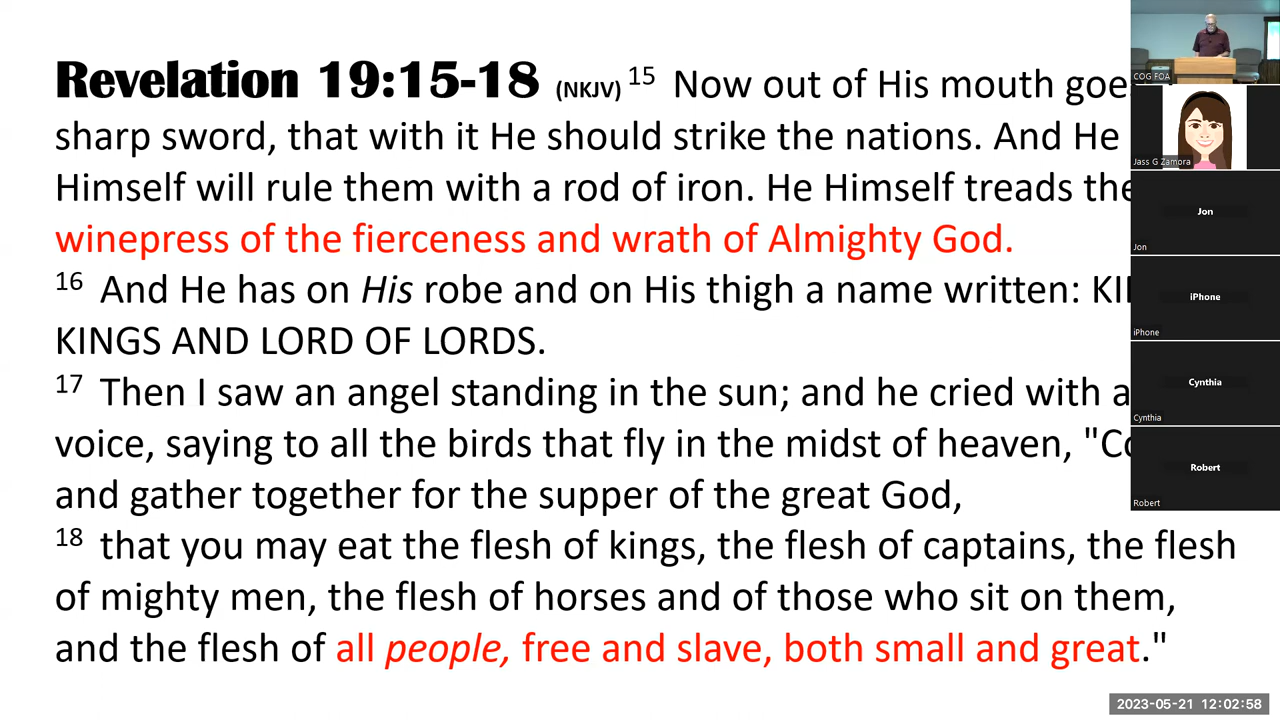 Revelation 19:15-18 (NKJV) 15 Now out of His mouth
sharp sword, that with it He should strike the nations. And He
Himself will rule them with a rod of iron. He Himself treads the
winepress of the fierceness and wrath of Almighty God.
16 And He has on His robe and on His thigh a name written:
KINGS AND LORD OF LORDS.
17 Then I saw an angel standing in the sun; and he cried with a
voice, saying to all the birds that fly in the midst of heaven,
and gather together for the supper of the great God,
18 that you may eat the flesh of kings, the flesh of captains, the flesh
of mighty men, the flesh of horses and of those who sit on them,
and the flesh of all people, free and slave, both small and great."
COG FOA
Jass G Zamora
Jon
Jon
iPhone
iPhone
Cynthia
Cynthia
Robert
Robert
2023-05-21 12:02:58